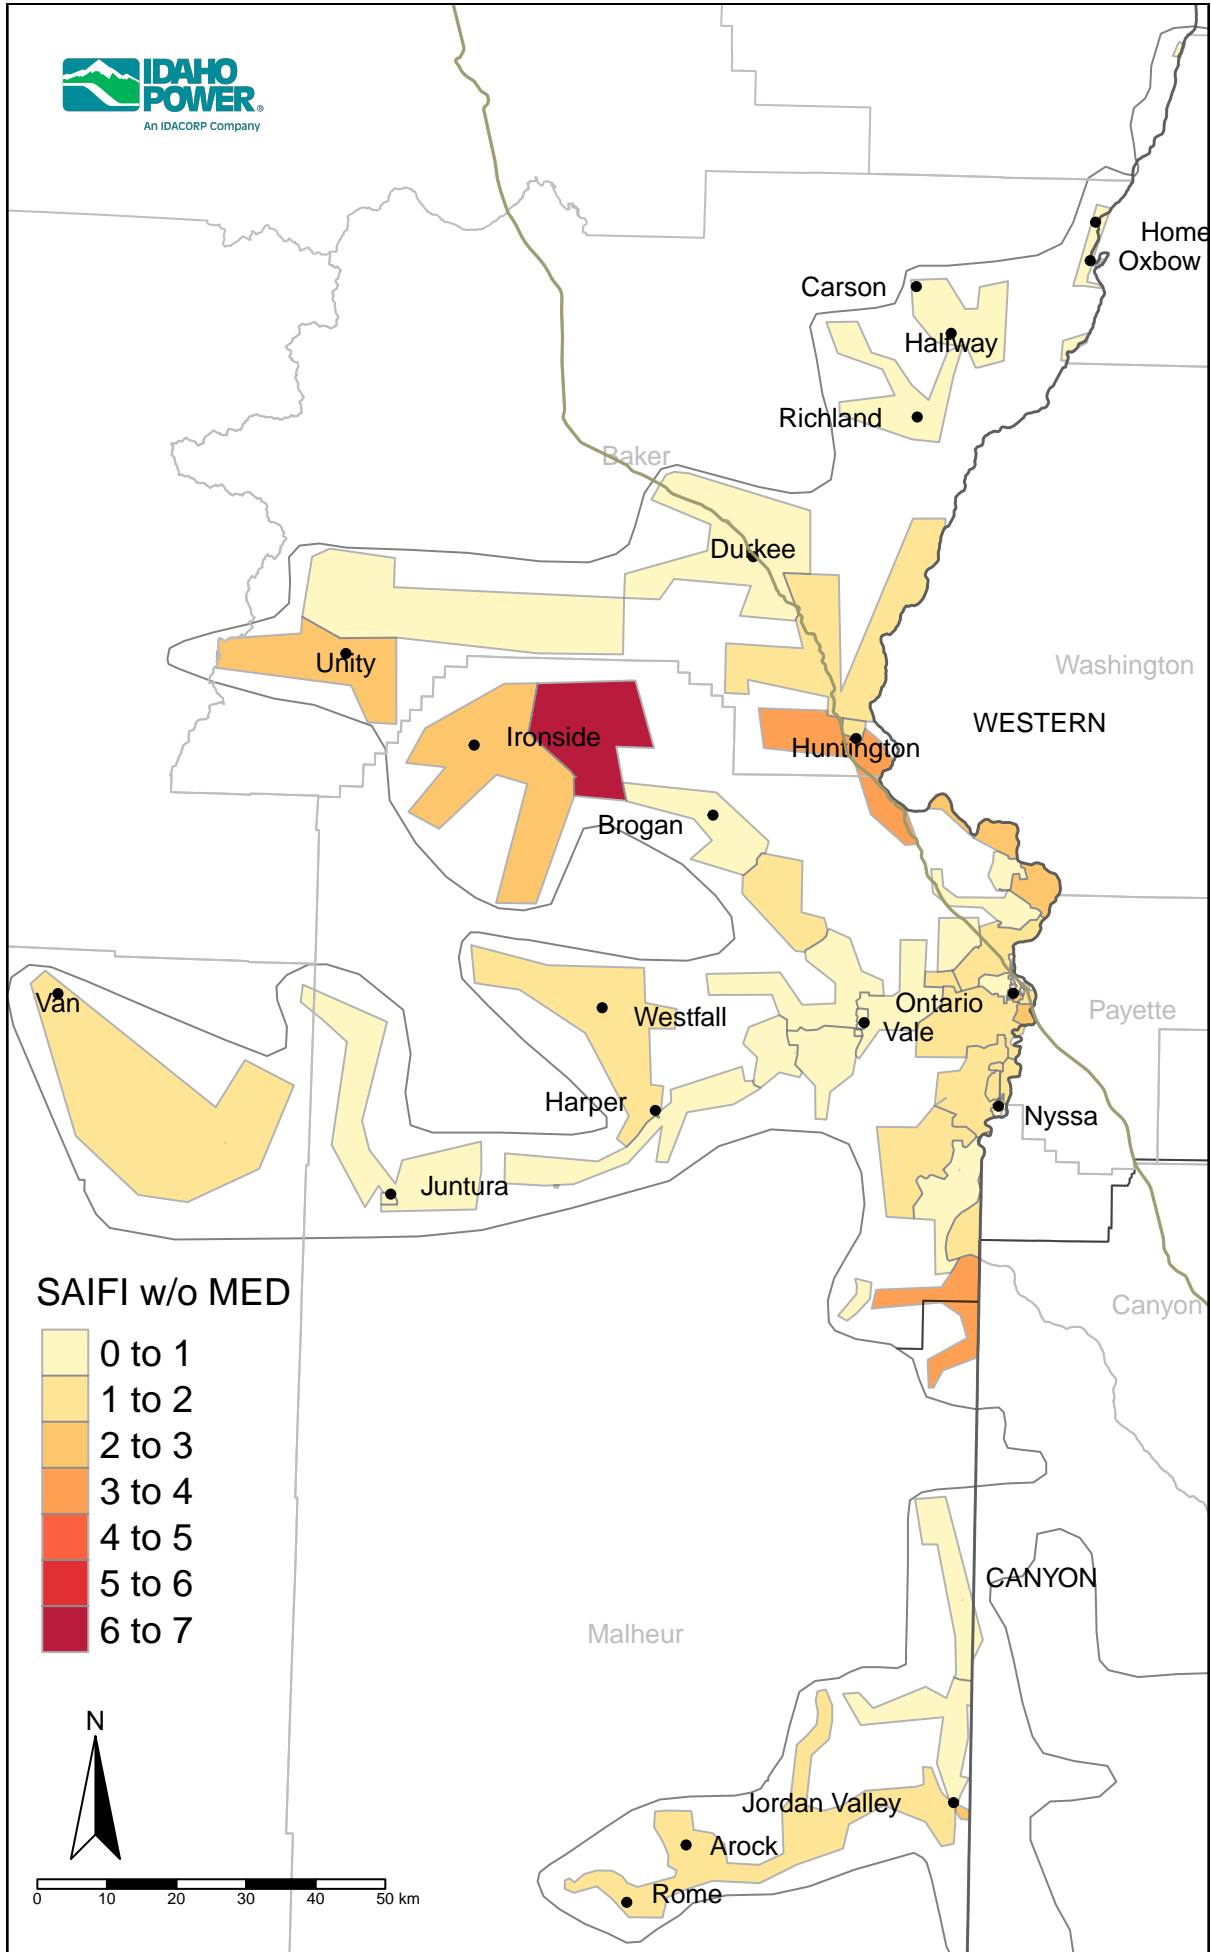 IDAHO
POWER®
An IDACORP Company
Home
Oxbow
Carson
Halfway
Richland
Baker
Durkee
Unity
Washington
WESTERN
Ironside
Huntington
Brogan
Van
Westfall
Ontario
Vale
Payette
Harper
Nyssa
Juntura
SAIFI w/o MED
0 to 1
1 to 2
2 to 3
3 to 4
4 to 5
5 to 6
6 to 7
Canyon
CANYON
Malheur
N
Jordan Valley
Arock
Rome
0 10 20 30 40 50 km